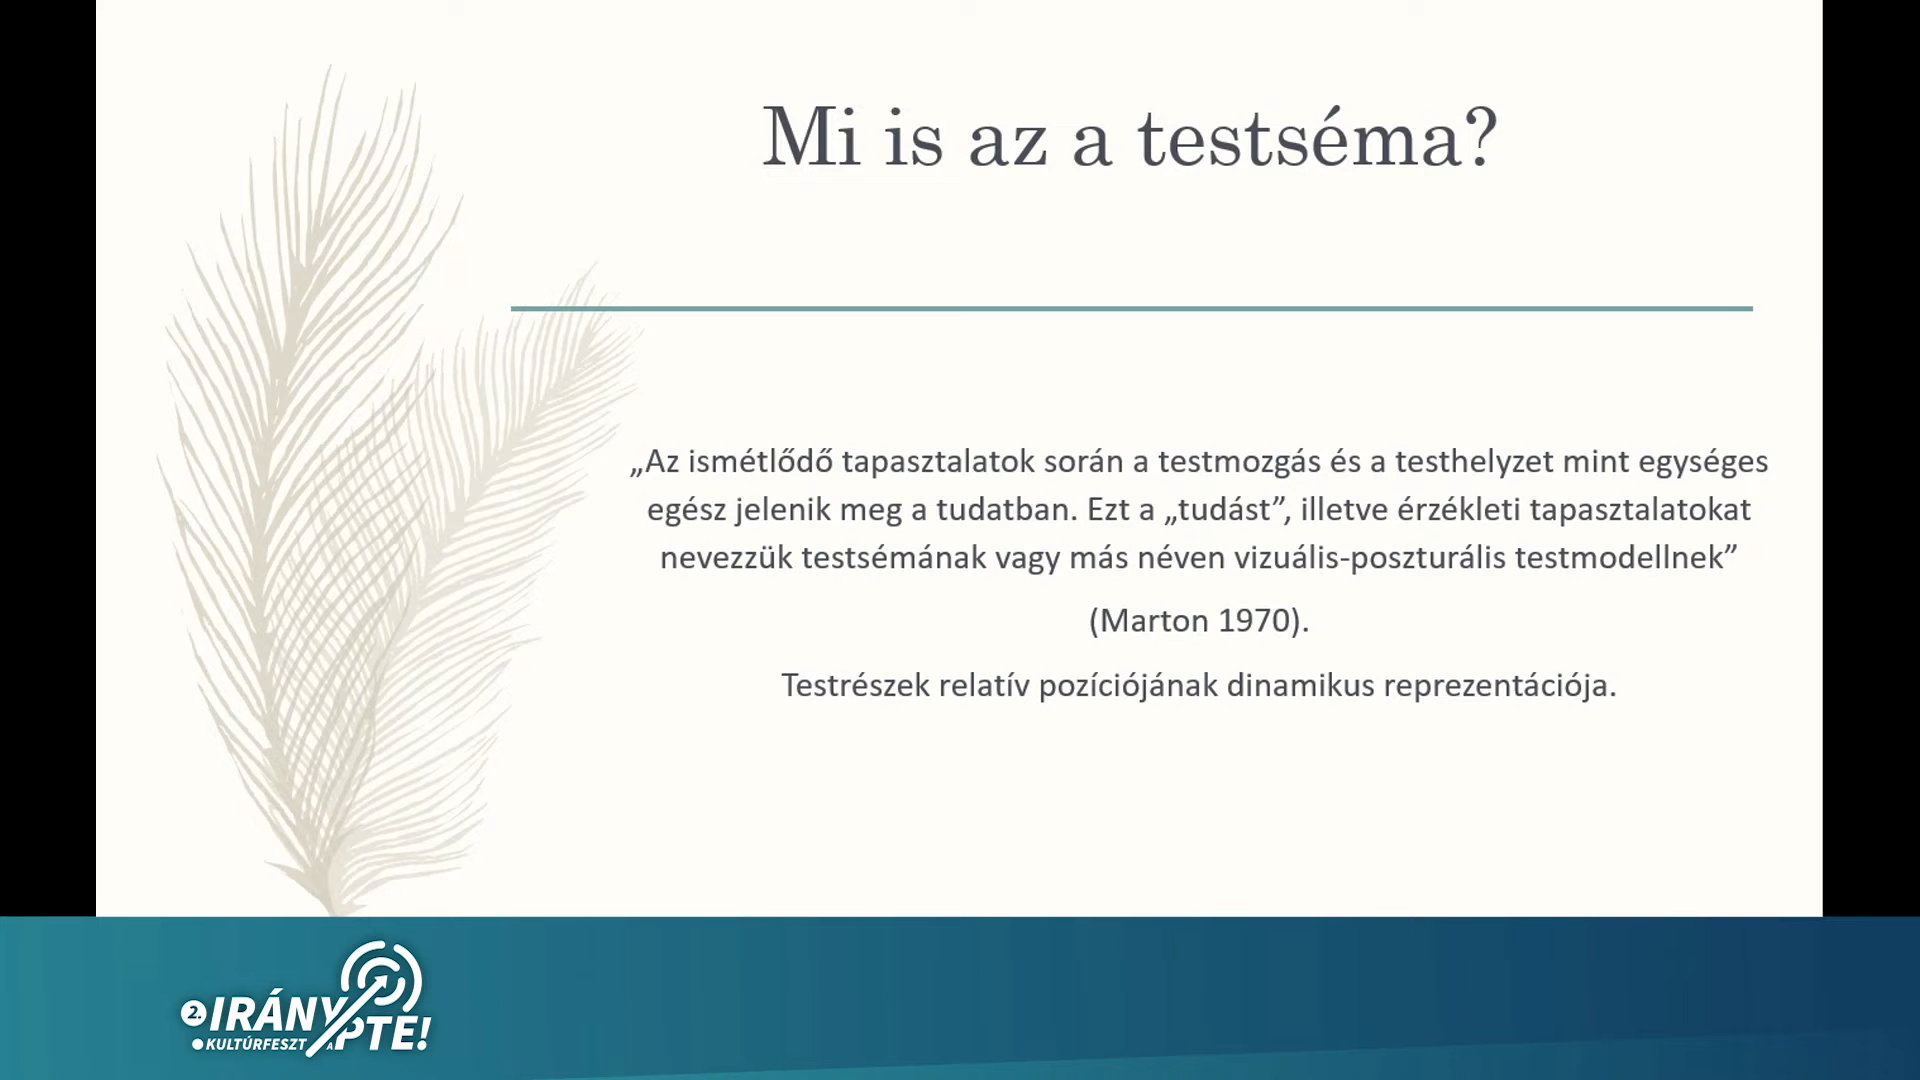 Mi is az a testséma?
„Az ismétlődő tapasztalatok során a testmozgás és a testhelyzet mint egységes
egész jelenik meg a tudatban. Ezt a „tudást”, illetve érzékleti tapasztalatokat
nevezzük testsémának vagy más néven vizuális-poszturális testmodellnek”
(Marton 1970).
Testrészek relatív pozíciójának dinamikus reprezentációja.
2. IRÁNY
A PTE!
KULTÚRFESZT